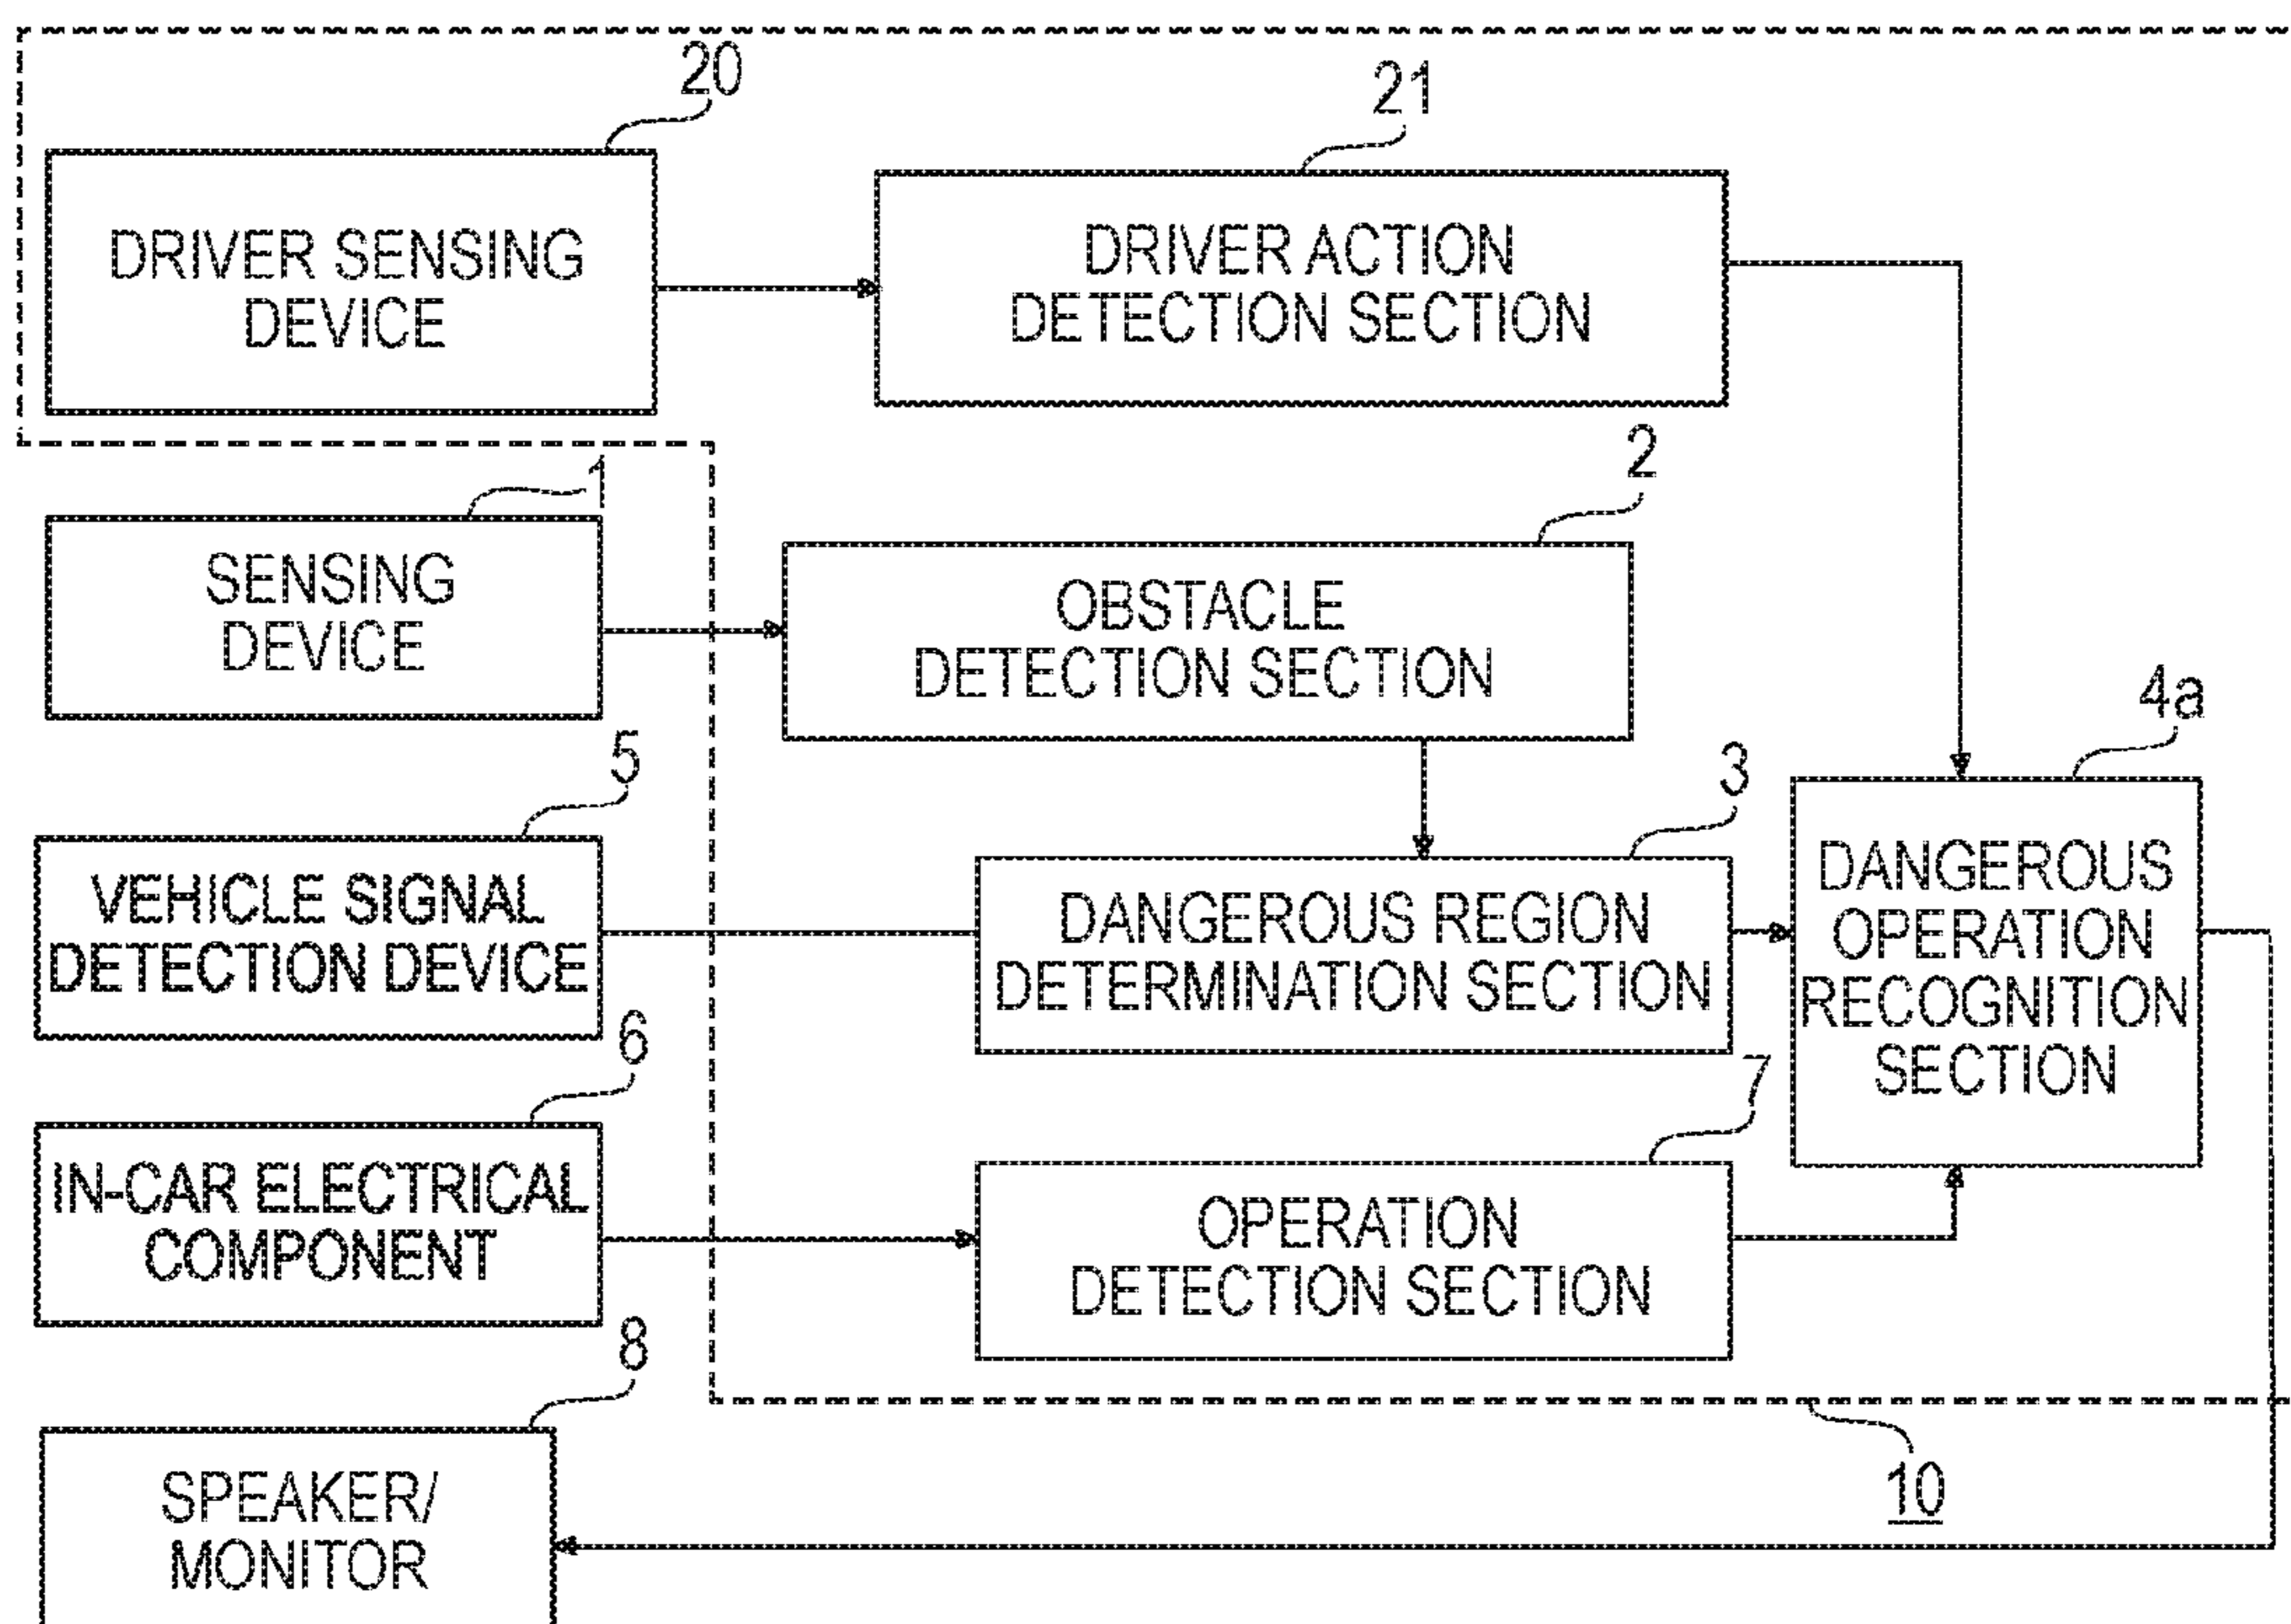 20
21
DRIVER SENSING
DEVICE
DRIVER ACTION
DETECTION SECTION
1
2
SENSING
DEVICE
OBSTACLE
DETECTION SECTION
4a
5
3
VEHICLE SIGNAL
DETECTION DEVICE
DANGEROUS REGION
DETERMINATION SECTION
DANGEROUS
OPERATION
RECOGNITION
SECTION
6
7
IN-CAR ELECTRICAL
COMPONENT
OPERATION
DETECTION SECTION
8
10
SPEAKER/
MONITOR